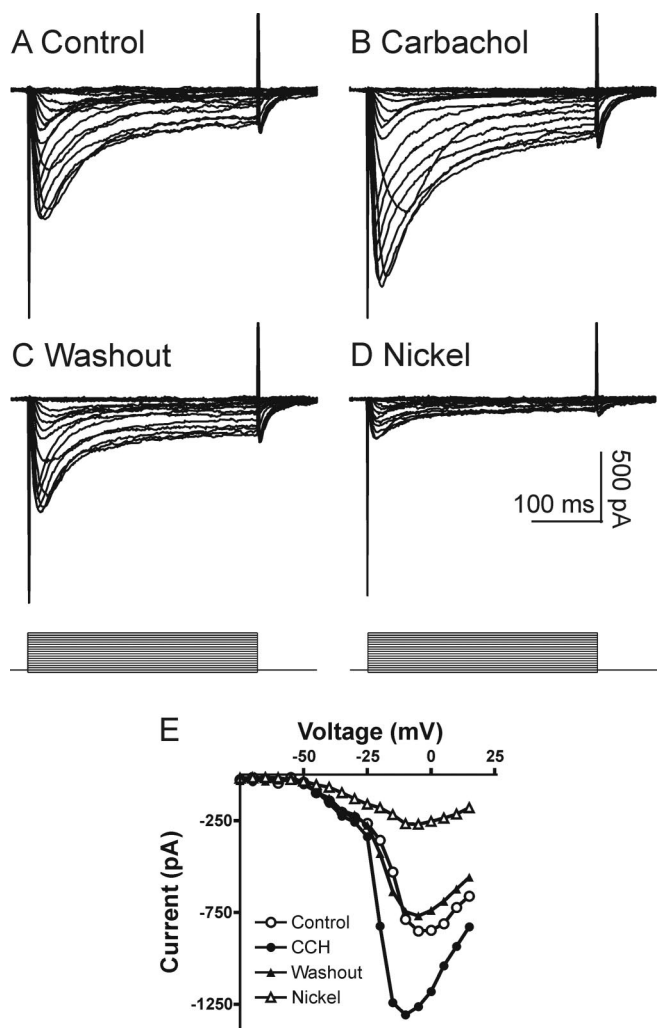 A Control
B Carbachol
C Washout
D Nickel
500 pA
100 ms
E
Voltage (mV)
-50 -25 0 25
-250
-750
-1250
Current (pA)
Control
CCH
Washout
Nickel